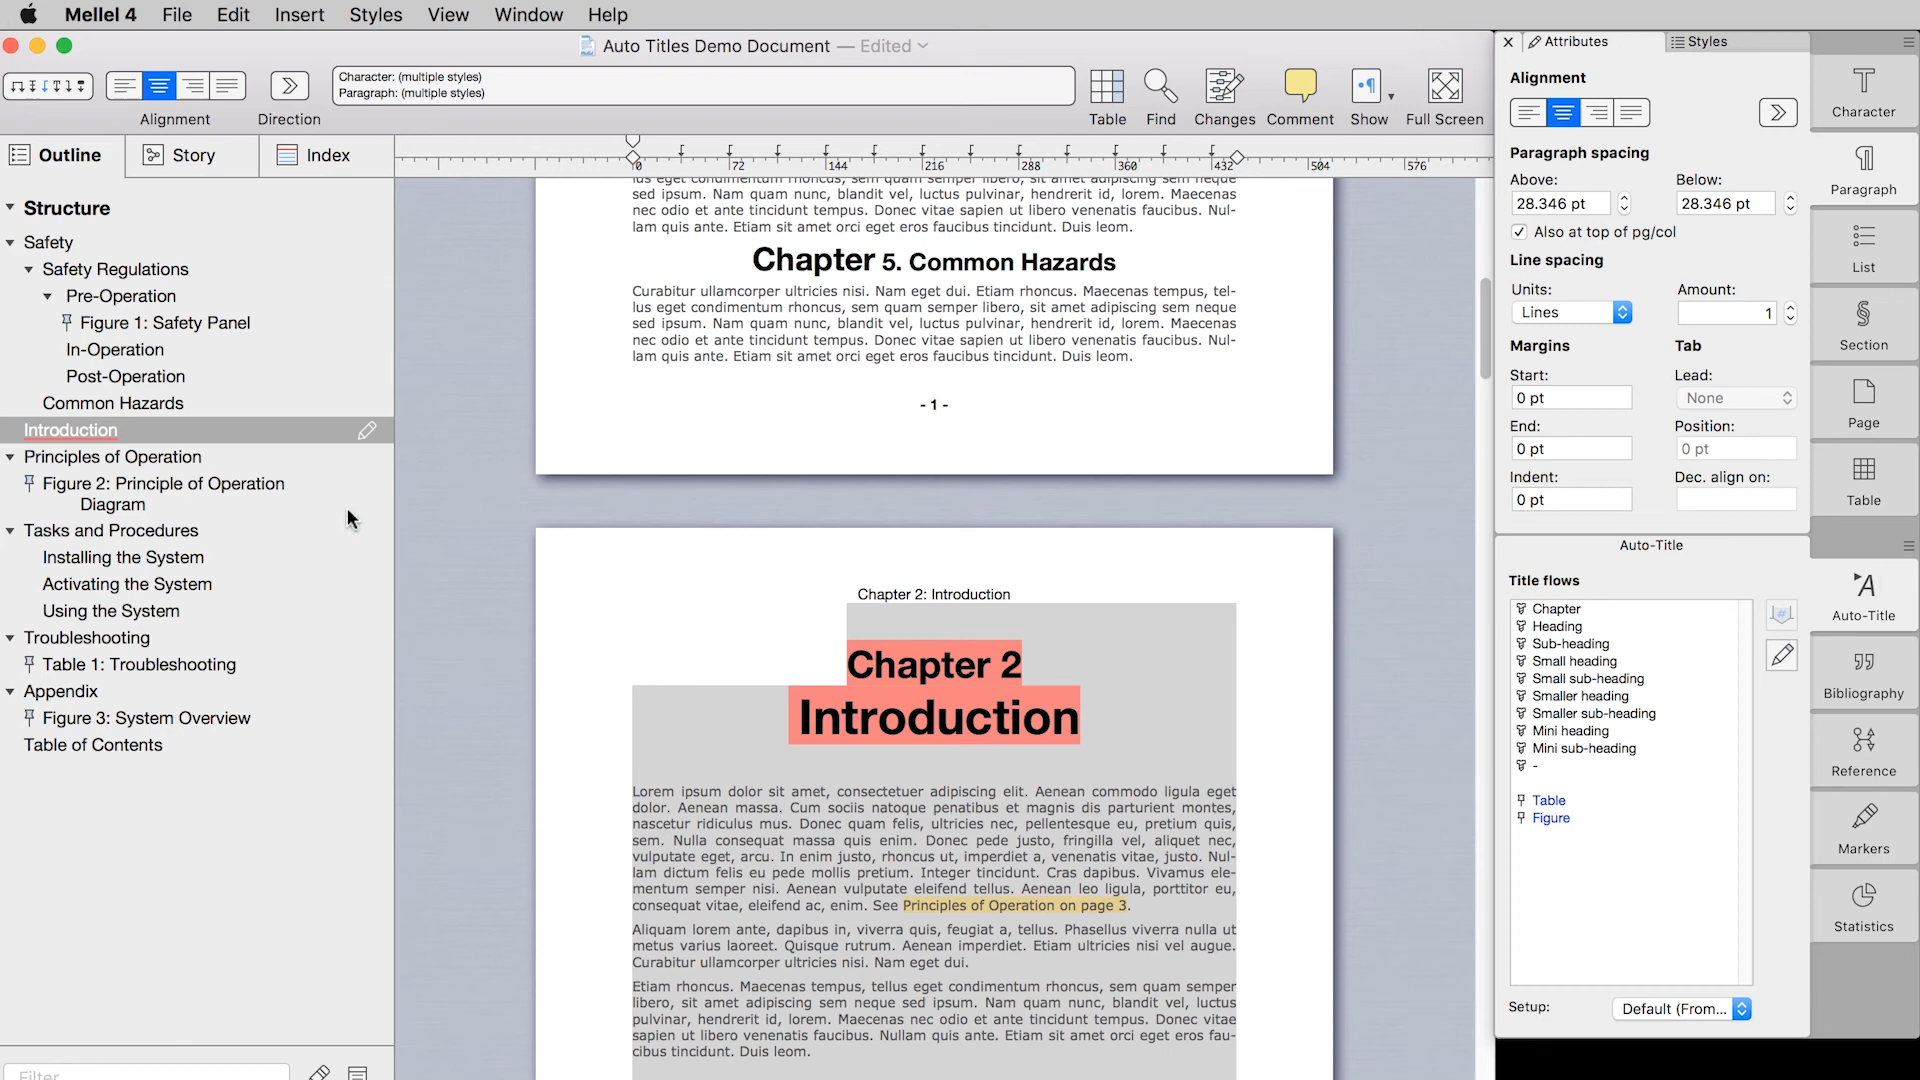 Mellel 4 File Edit Insert Styles View Window Help
Auto Titles Demo Document — Edited
Character: (multiple styles)
Paragraph: (multiple styles)
Alignment
Direction
Table
Find
Changes
Comment
Show
Full Screen
Outline
Story
Index
Structure
Safety
Safety Regulations
Pre-Operation
Figure 1: Safety Panel
In-Operation
Post-Operation
Common Hazards
Introduction
Principles of Operation
Figure 2: Principle of Operation
Diagram
Tasks and Procedures
Installing the System
Activating the System
Using the System
Troubleshooting
Table 1: Troubleshooting
Appendix
Figure 3: System Overview
Table of Contents
Filter
0 72 144 216 288 360 432 504 576
lus eget condimentum rhoncus, sem quam semper libero, sit amet adipiscing sem neque
sed ipsum. Nam quam nunc, blandit vel, luctus pulvinar, hendrerit id, lorem. Maecenas
nec odio et ante tincidunt tempus. Donec vitae sapien ut libero venenatis faucibus. Nul-
lam quis ante. Etiam sit amet orci eget eros faucibus tincidunt. Duis leom.
Chapter 5. Common Hazards
Curabitur ullamcorper ultricies nisi. Nam eget dui. Etiam rhoncus. Maecenas tempus, tel-
lus eget condimentum rhoncus, sem quam semper libero, sit amet adipiscing sem neque
sed ipsum. Nam quam nunc, blandit vel, luctus pulvinar, hendrerit id, lorem. Maecenas
nec odio et ante tincidunt tempus. Donec vitae sapien ut libero venenatis faucibus. Nul-
lam quis ante. Etiam sit amet orci eget eros faucibus tincidunt. Duis leom.
- 1 -
Chapter 2: Introduction
Chapter 2
Introduction
Lorem ipsum dolor sit amet, consectetuer adipiscing elit. Aenean commodo ligula eget
dolor. Aenean massa. Cum sociis natoque penatibus et magnis dis parturient montes,
nascetur ridiculus mus. Donec quam felis, ultricies nec, pellentesque eu, pretium quis,
sem. Nulla consequat massa quis enim. Donec pede justo, fringilla vel, aliquet nec,
vulputate eget, arcu. In enim justo, rhoncus ut, imperdiet a, venenatis vitae, justo. Nul-
lam dictum felis eu pede mollis pretium. Integer tincidunt. Cras dapibus. Vivamus ele-
mentum semper nisi. Aenean vulputate eleifend tellus. Aenean leo ligula, porttitor eu,
consequat vitae, eleifend ac, enim. See Principles of Operation on page 3.
Aliquam lorem ante, dapibus in, viverra quis, feugiat a, tellus. Phasellus viverra nulla ut
metus varius laoreet. Quisque rutrum. Aenean imperdiet. Etiam ultricies nisi vel augue.
Curabitur ullamcorper ultricies nisi. Nam eget dui.
Etiam rhoncus. Maecenas tempus, tellus eget condimentum rhoncus, sem quam semper
libero, sit amet adipiscing sem neque sed ipsum. Nam quam nunc, blandit vel, luctus
pulvinar, hendrerit id, lorem. Maecenas nec odio et ante tincidunt tempus. Donec vitae
sapien ut libero venenatis faucibus. Nullam quis ante. Etiam sit amet orci eget eros fau-
cibus tincidunt. Duis leom.
Attributes
Styles
Alignment
Paragraph spacing
Above: Below:
28.346 pt 28.346 pt
Also at top of pg/col
Line spacing
Units: Amount:
Lines 1
Margins Tab
Start: Lead:
0 pt None
End: Position:
0 pt 0 pt
Indent: Dec. align on:
0 pt
Auto-Title
Title flows
Chapter
Heading
Sub-heading
Small heading
Small sub-heading
Smaller heading
Smaller sub-heading
Mini heading
Mini sub-heading
-
Table
Figure
Setup: Default (From...
Character
Paragraph
List
Section
Page
Table
Auto-Title
Bibliography
Reference
Markers
Statistics